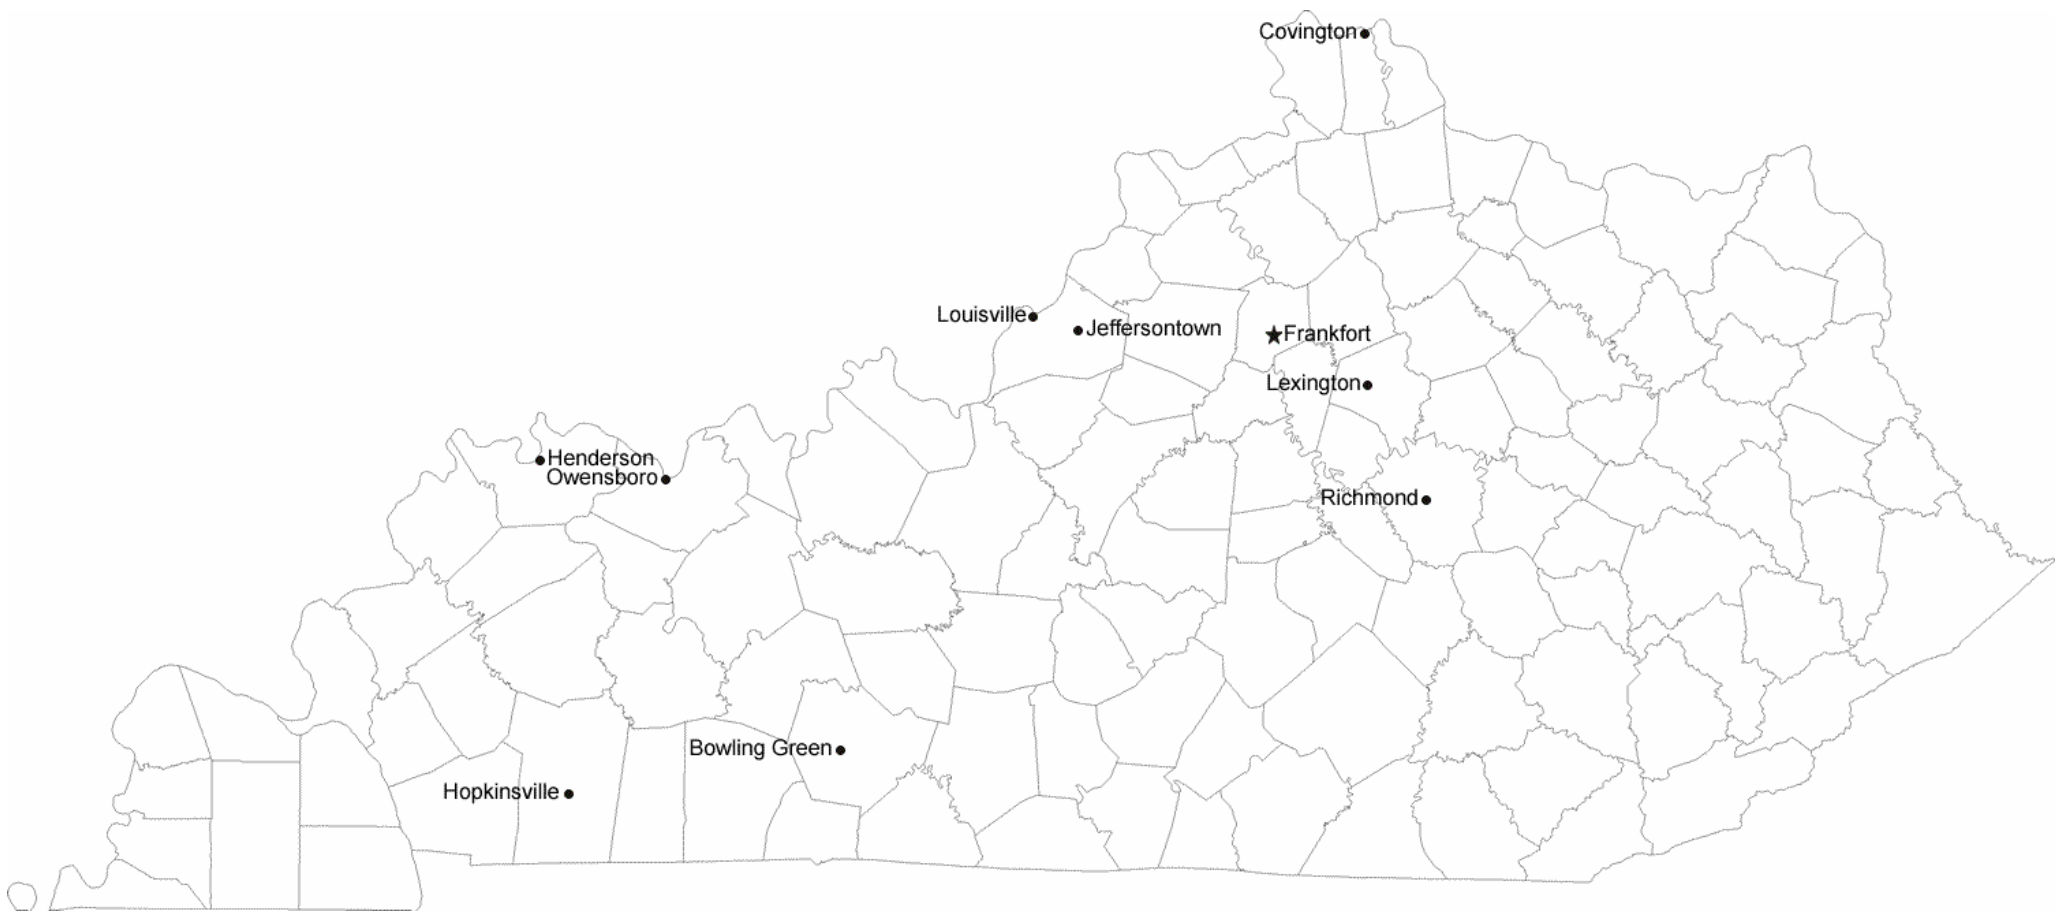 Covington
Louisville
Jeffersontown
Frankfort
Lexington
Henderson
Owensboro
Richmond
Bowling Green
Hopkinsville